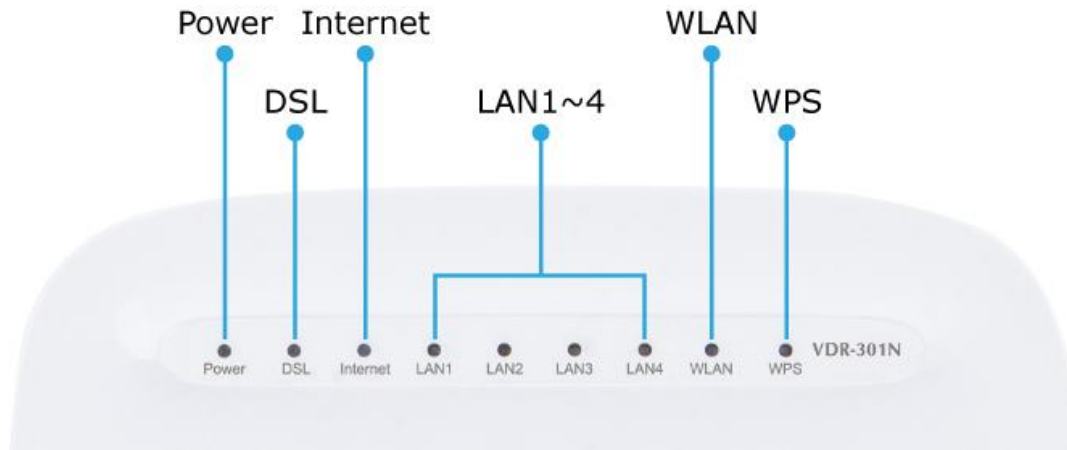 Power Internet WLAN
DSL LAN1~4 WPS
VDR-301N
Power DSL Internet LAN1 LAN2 LAN3 LAN4 WLAN WPS